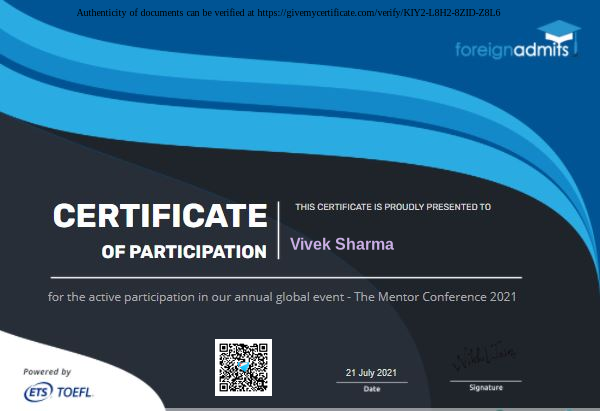 Authenticity of documents can be verified at https://givemycertificate.com/verify/KIY2-L8H2-8ZID-Z8L6
foreignadmits
CERTIFICATE
OF PARTICIPATION
THIS CERTIFICATE IS PROUDLY PRESENTED TO
Vivek Sharma
for the active participation in our annual global event - The Mentor Conference 2021
Powered by
ETS TOEFL
21 July 2021
Date
Signature